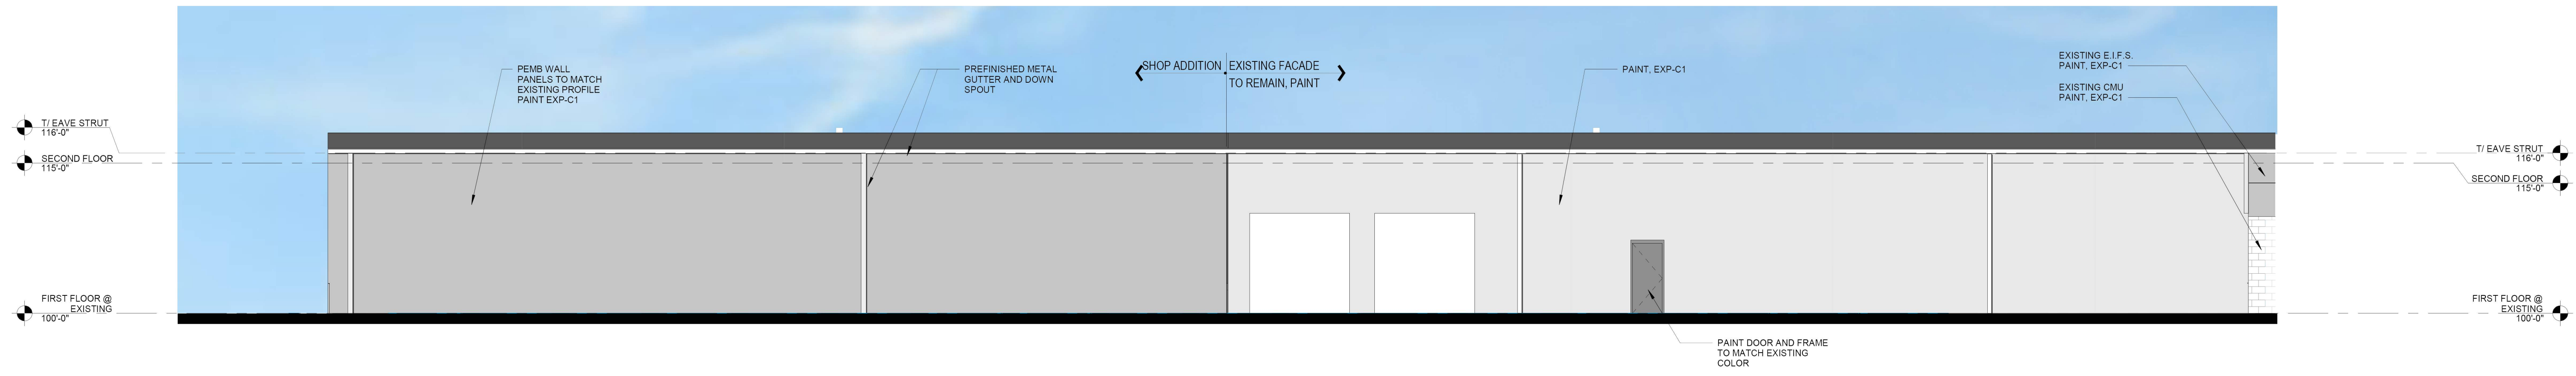 PEMB WALL
PANELS TO MATCH
EXISTING PROFILE
PAINT EXP-C1
PREFINISHED METAL
GUTTER AND DOWN
SPOUT
SHOP ADDITION
EXISTING FACADE
TO REMAIN, PAINT
PAINT, EXP-C1
EXISTING E.I.F.S.
PAINT, EXP-C1
EXISTING CMU
PAINT, EXP-C1
T/ EAVE STRUT
116'-0"
SECOND FLOOR
115'-0"
FIRST FLOOR @
EXISTING
100'-0"
T/ EAVE STRUT
116'-0"
SECOND FLOOR
115'-0"
FIRST FLOOR @
EXISTING
100'-0"
PAINT DOOR AND FRAME
TO MATCH EXISTING
COLOR